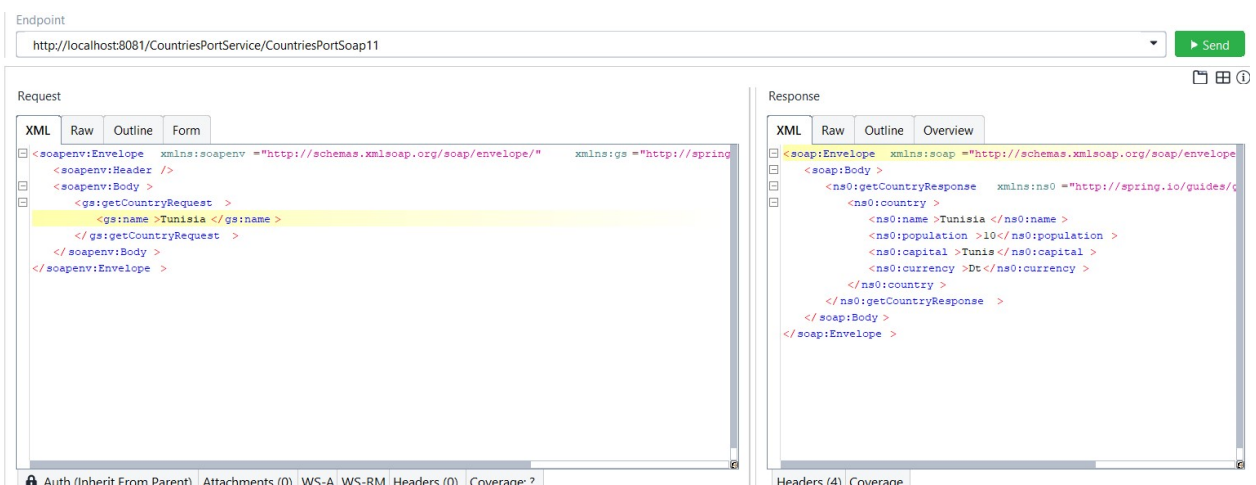 Endpoint
http://localhost:8081/CountriesPortService/CountriesPortSoap11
Send
Request
XML Raw Outline Form
<soapenv:Envelope xmlns:soapenv ="http://schemas.xmlsoap.org/soap/envelope/" xmlns:gs ="http://spring
<soapenv:Header />
<soapenv:Body >
<gs:getCountryRequest >
<gs:name >Tunisia </gs:name >
</gs:getCountryRequest >
</soapenv:Body >
</soapenv:Envelope >
Auth (Inherit From Parent) Attachments (0) WS-A WS-RM Headers (0) Coverage: ?
Response
XML Raw Outline Overview
<soap:Envelope xmlns:soap ="http://schemas.xmlsoap.org/soap/envelope
<soap:Body >
<ns0:getCountryResponse xmlns:ns0 ="http://spring.io/guides/g
<ns0:country >
<ns0:name >Tunisia </ns0:name >
<ns0:population >10</ns0:population >
<ns0:capital >Tunis</ns0:capital >
<ns0:currency >Dt</ns0:currency >
</ns0:country >
</ns0:getCountryResponse >
</soap:Body >
</soap:Envelope >
Headers (4) Coverage